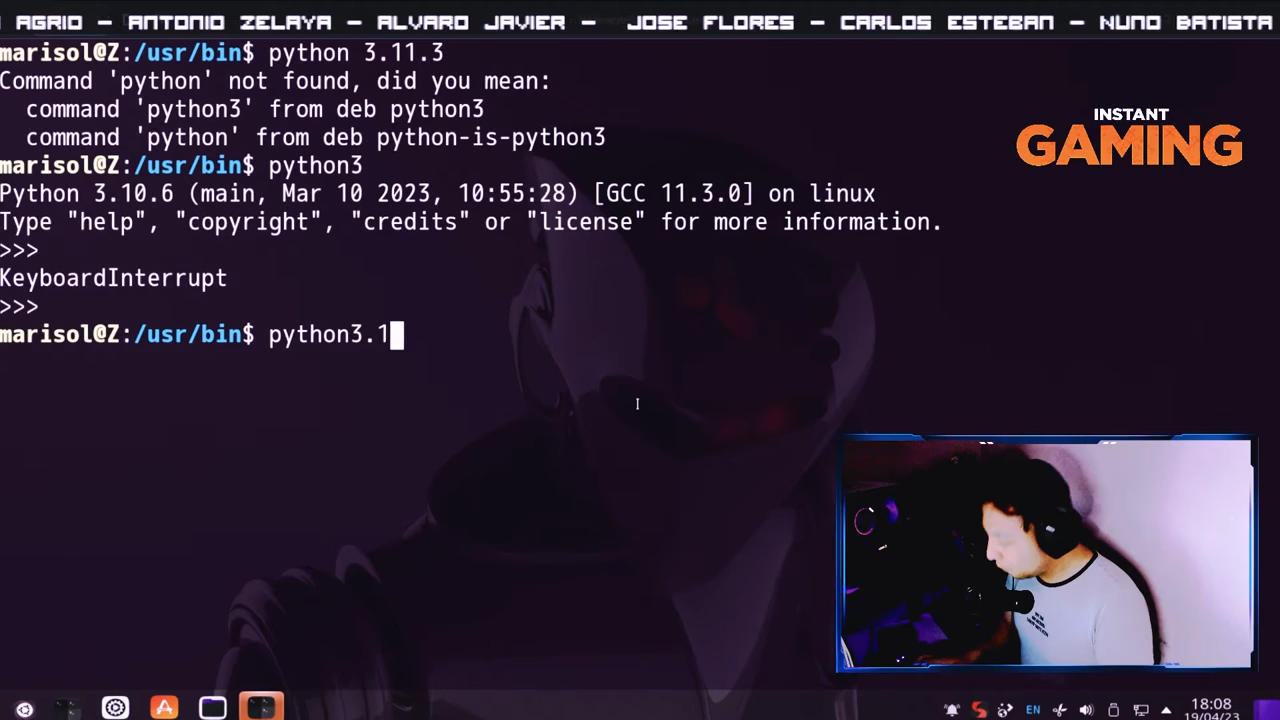 AGRIO – ANTONIO ZELAYA – ALVARO JAVIER – JOSE FLORES – CARLOS ESTEBAN – NUNO BATISTA
marisol@Z:/usr/bin$ python 3.11.3
Command 'python' not found, did you mean:
command 'python3' from deb python3
command 'python' from deb python-is-python3
marisol@Z:/usr/bin$ python3
Python 3.10.6 (main, Mar 10 2023, 10:55:28) [GCC 11.3.0] on linux
Type "help", "copyright", "credits" or "license" for more information.
>>>
KeyboardInterrupt
>>>
marisol@Z:/usr/bin$ python3.1
INSTANT
GAMING
EN
18:08
19/04/23